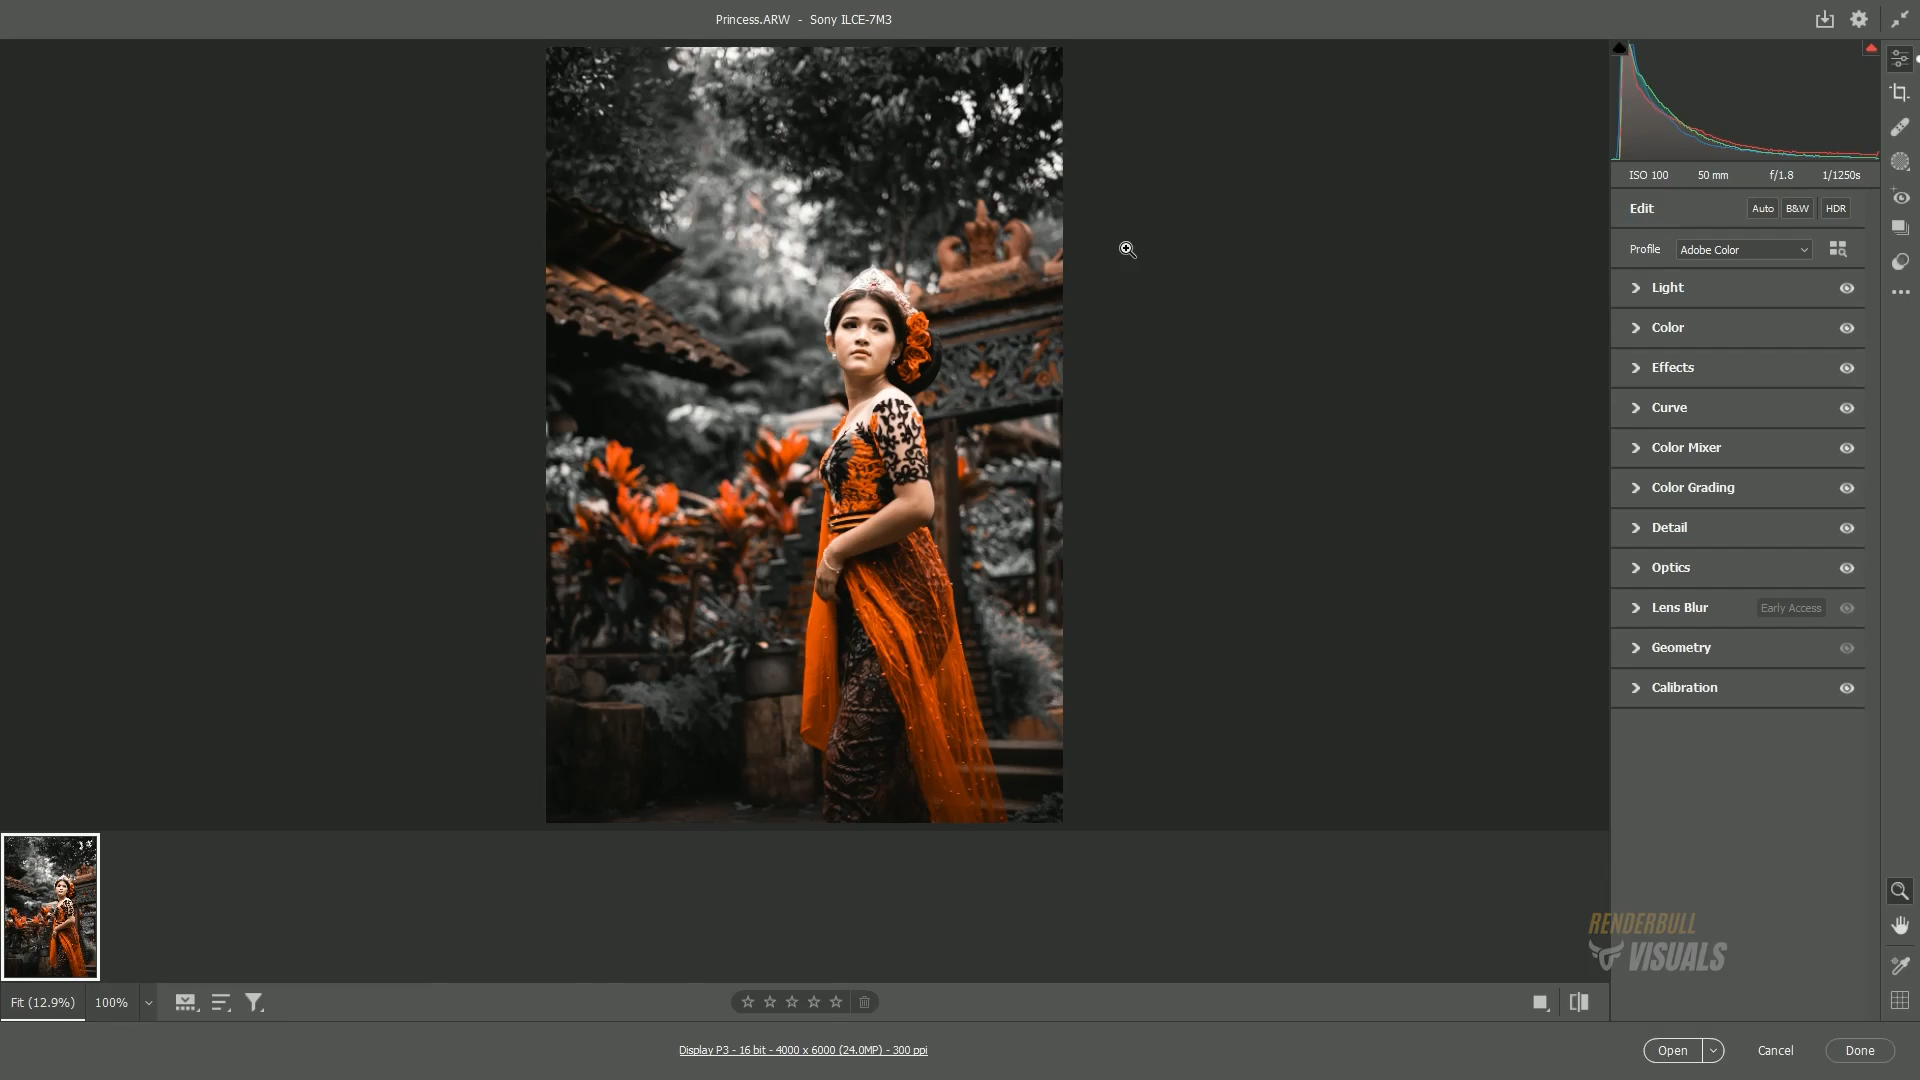 Princess.ARW - Sony ILCE-7M3
ISO 100 50 mm f/1.8 1/1250s
Edit Auto B&W HDR
Profile Adobe Color
Light
Color
Effects
Curve
Color Mixer
Color Grading
Detail
Optics
Lens Blur Early Access
Geometry
Calibration
RENDERBULL
VISUALS
Fit (12.9%) 100%
Display P3 - 16 bit - 4000 x 6000 (24.0MP) - 300 ppi
Open Cancel Done